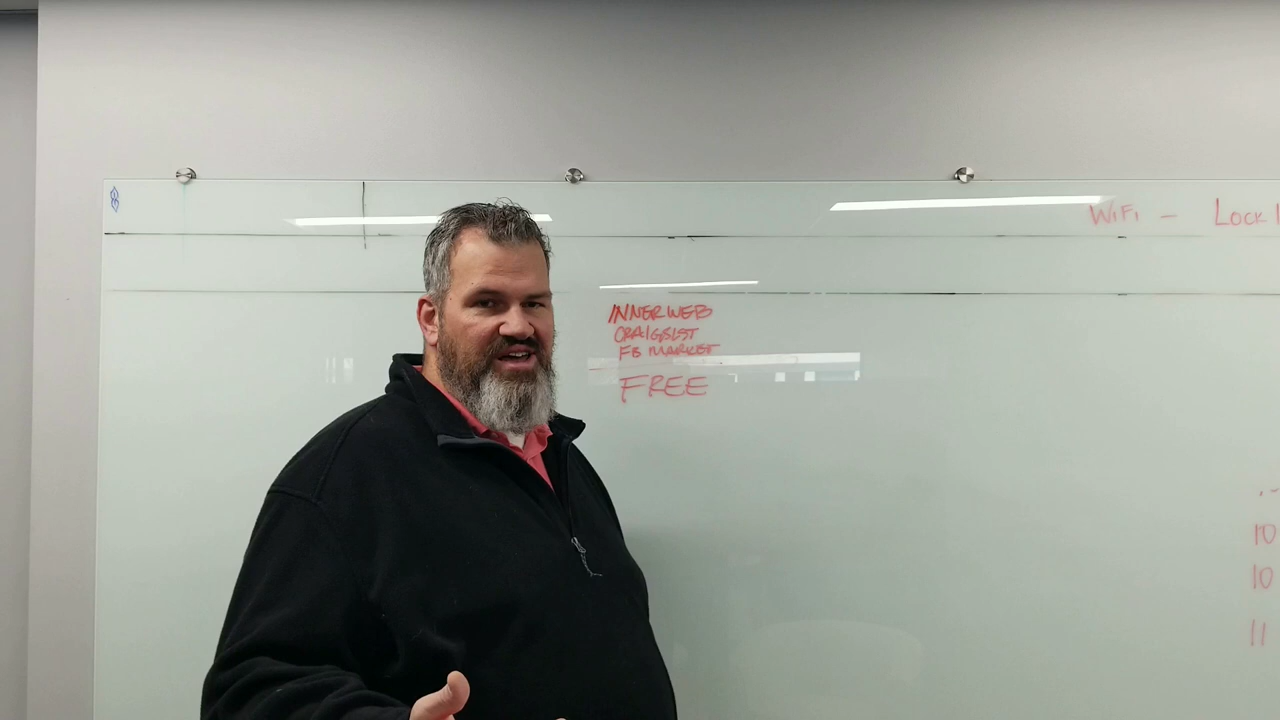 WiFi - Lock
INNERWEB
CRAIGSLIST
FB MARKET
FREE
10
10
11